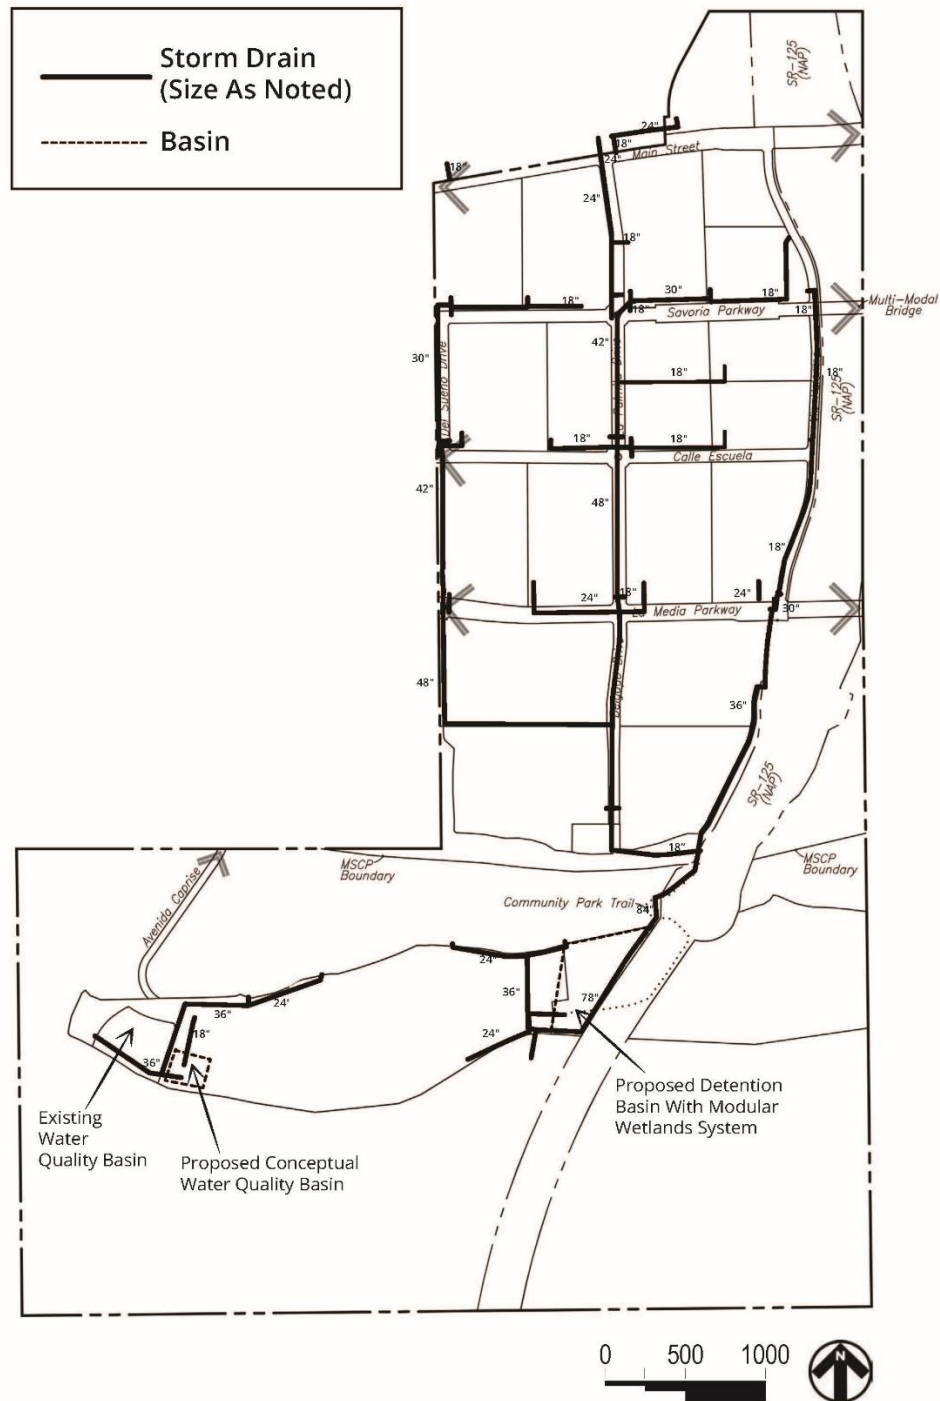 Storm Drain
(Size As Noted)
Basin
SR-125
(NAP)
24"
18"
Main Street
24"
18"
24"
18"
30"
18"
18"
18"
Savoria Parkway
18"
Multi-Modal
Bridge
30"
Del Sueno Drive
42"
18"
18"
SR-125
(NAP)
18"
18"
Calle Escuela
42"
48"
18"
24"
18"
24"
30"
Media Parkway
48"
36"
SR-125
(NAP)
18"
MSCP
Boundary
MSCP
Boundary
Avenida Caprise
Community Park Trail
84"
24"
36"
78"
24"
36"
24'
18"
36"
Existing
Water
Quality Basin
Proposed Conceptual
Water Quality Basin
Proposed Detention
Basin With Modular
Wetlands System
0 500 1000
N